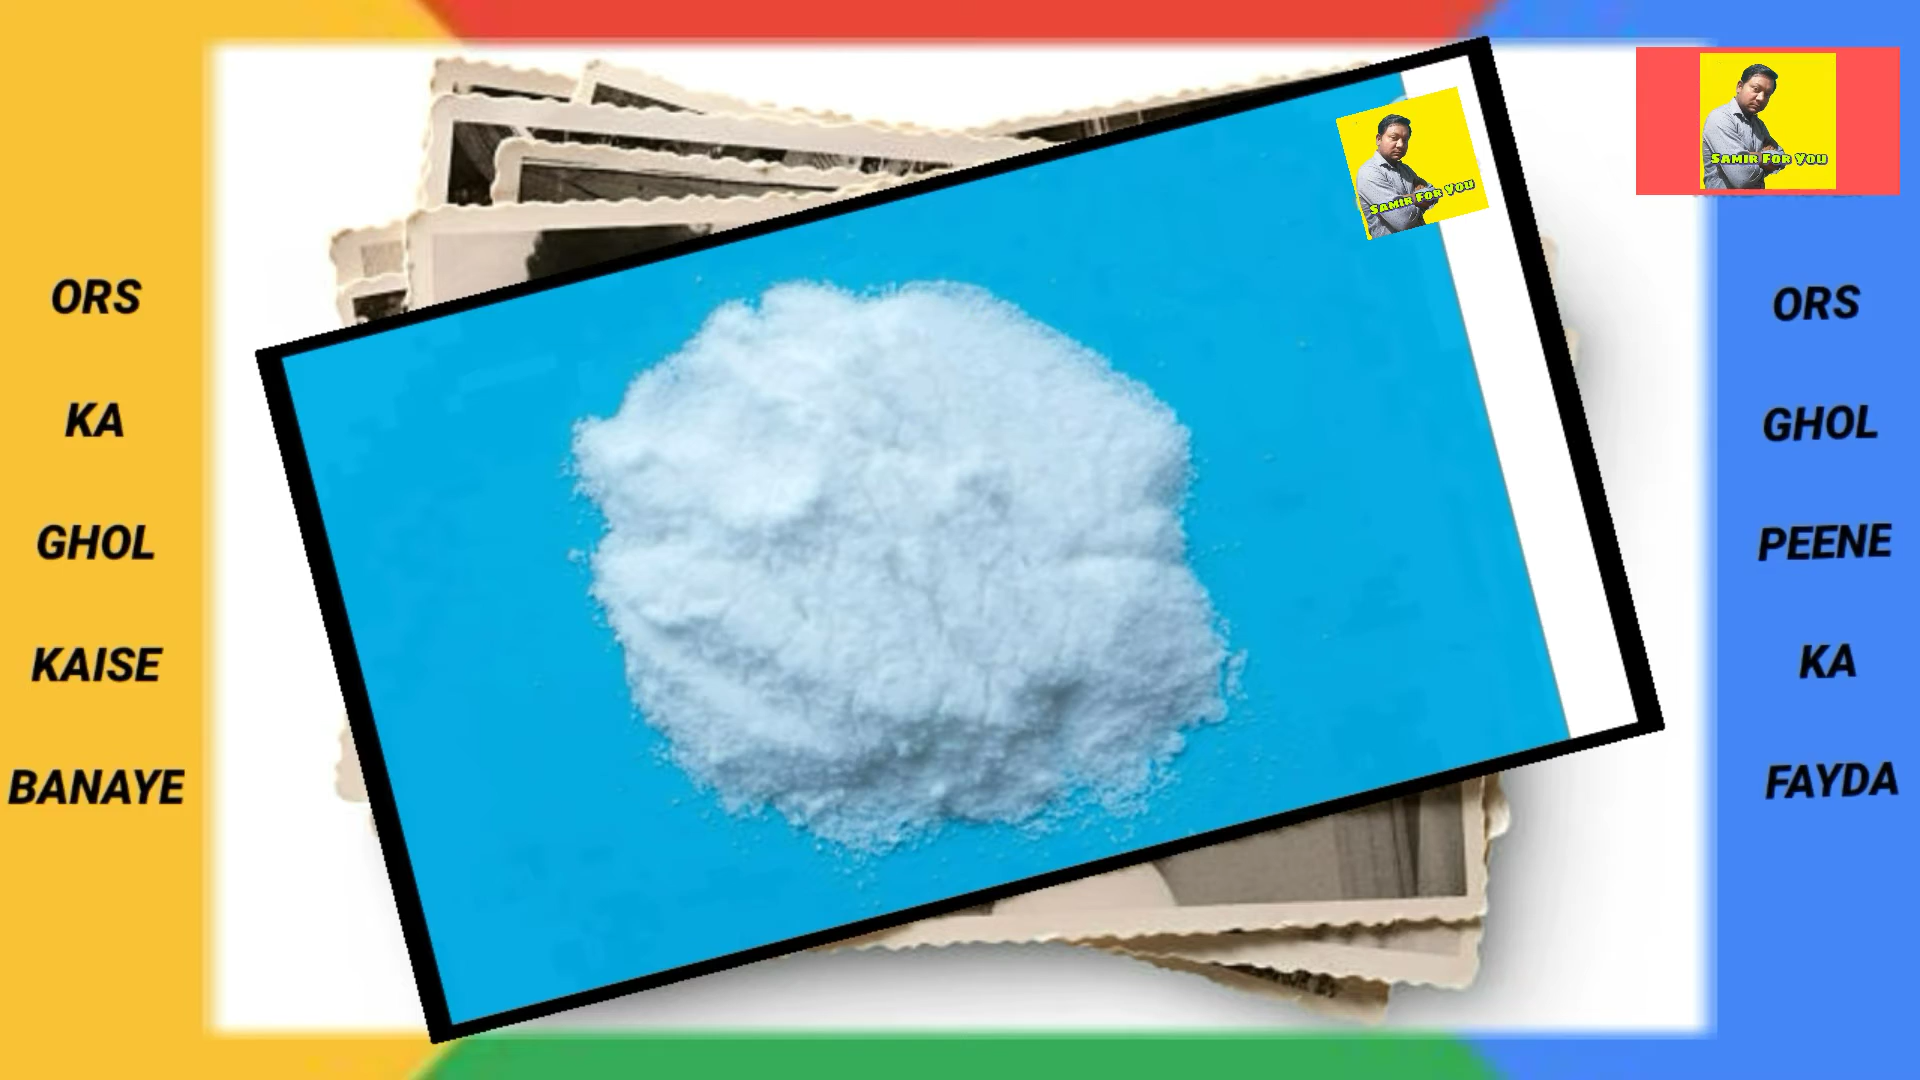 ORS
KA
GHOL
KAISE
BANAYE
SAMIR FOR YOU
SAMIR FOR YOU
ORS
GHOL
PEENE
KA
FAYDA